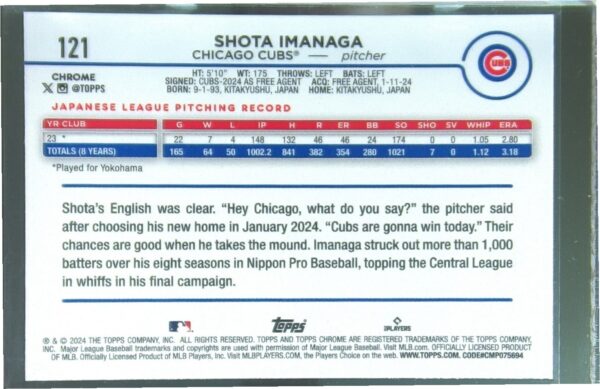 121
SHOTA IMANAGA
CHICAGO CUBS® — pitcher
CUBS
CHROME
@TOPPS
HT: 5'10" WT: 175 THROWS: LEFT BATS: LEFT
SIGNED: CUBS-2024 AS FREE AGENT ACQ: FREE AGENT, 1-11-24
BORN: 9-1-93, KITAKYUSHU, JAPAN HOME: KITAKYUSHU, JAPAN
JAPANESE LEAGUE PITCHING RECORD
YR CLUB G W L IP H R ER BB SO SHO SV WHIP ERA
23 * 22 7 4 148 132 46 46 24 174 0 0 1.05 2.80
TOTALS (8 YEARS) 165 64 50 1002.2 841 382 354 280 1021 7 0 1.12 3.18
*Played for Yokohama
Shota's English was clear. "Hey Chicago, what do you say?" the pitcher said
after choosing his new home in January 2024. "Cubs are gonna win today." Their
chances are good when he takes the mound. Imanaga struck out more than 1,000
batters over his eight seasons in Nippon Pro Baseball, topping the Central League
in whiffs in his final campaign.
Topps
PLAYERS
® & © 2024 THE TOPPS COMPANY, INC. ALL RIGHTS RESERVED. TOPPS AND TOPPS CHROME ARE REGISTERED TRADEMARKS OF THE TOPPS COMPANY, INC.
Major League Baseball trademarks and copyrights are used with permission of Major League Baseball. Visit MLB.com. OFFICIALLY LICENSED PRODUCT
OF MLB. Officially Licensed Product of MLB Players, Inc. Visit MLBPLAYERS.com, the Players Choice on the web. WWW.TOPPS.COM. CODE#CMP075694